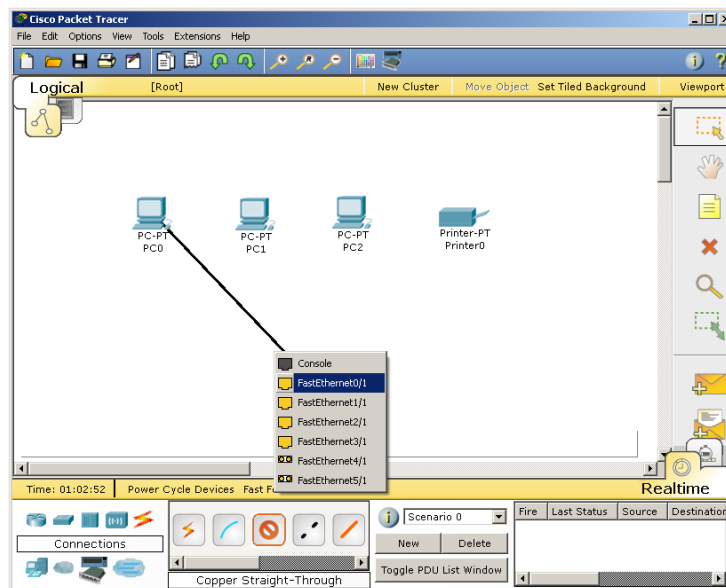 Cisco Packet Tracer
File Edit Options View Tools Extensions Help
Logical [Root] New Cluster Move Object Set Tiled Background Viewport
PC-PT
PC0
PC-PT
PC1
PC-PT
PC2
Printer-PT
Printer0
Console
FastEthernet0/1
FastEthernet1/1
FastEthernet2/1
FastEthernet3/1
FastEthernet4/1
FastEthernet5/1
Realtime
Time: 01:02:52 Power Cycle Devices Fast
Connections
Copper Straight-Through
Scenario 0
New Delete
Toggle PDU List Window
Fire Last Status Source Destination